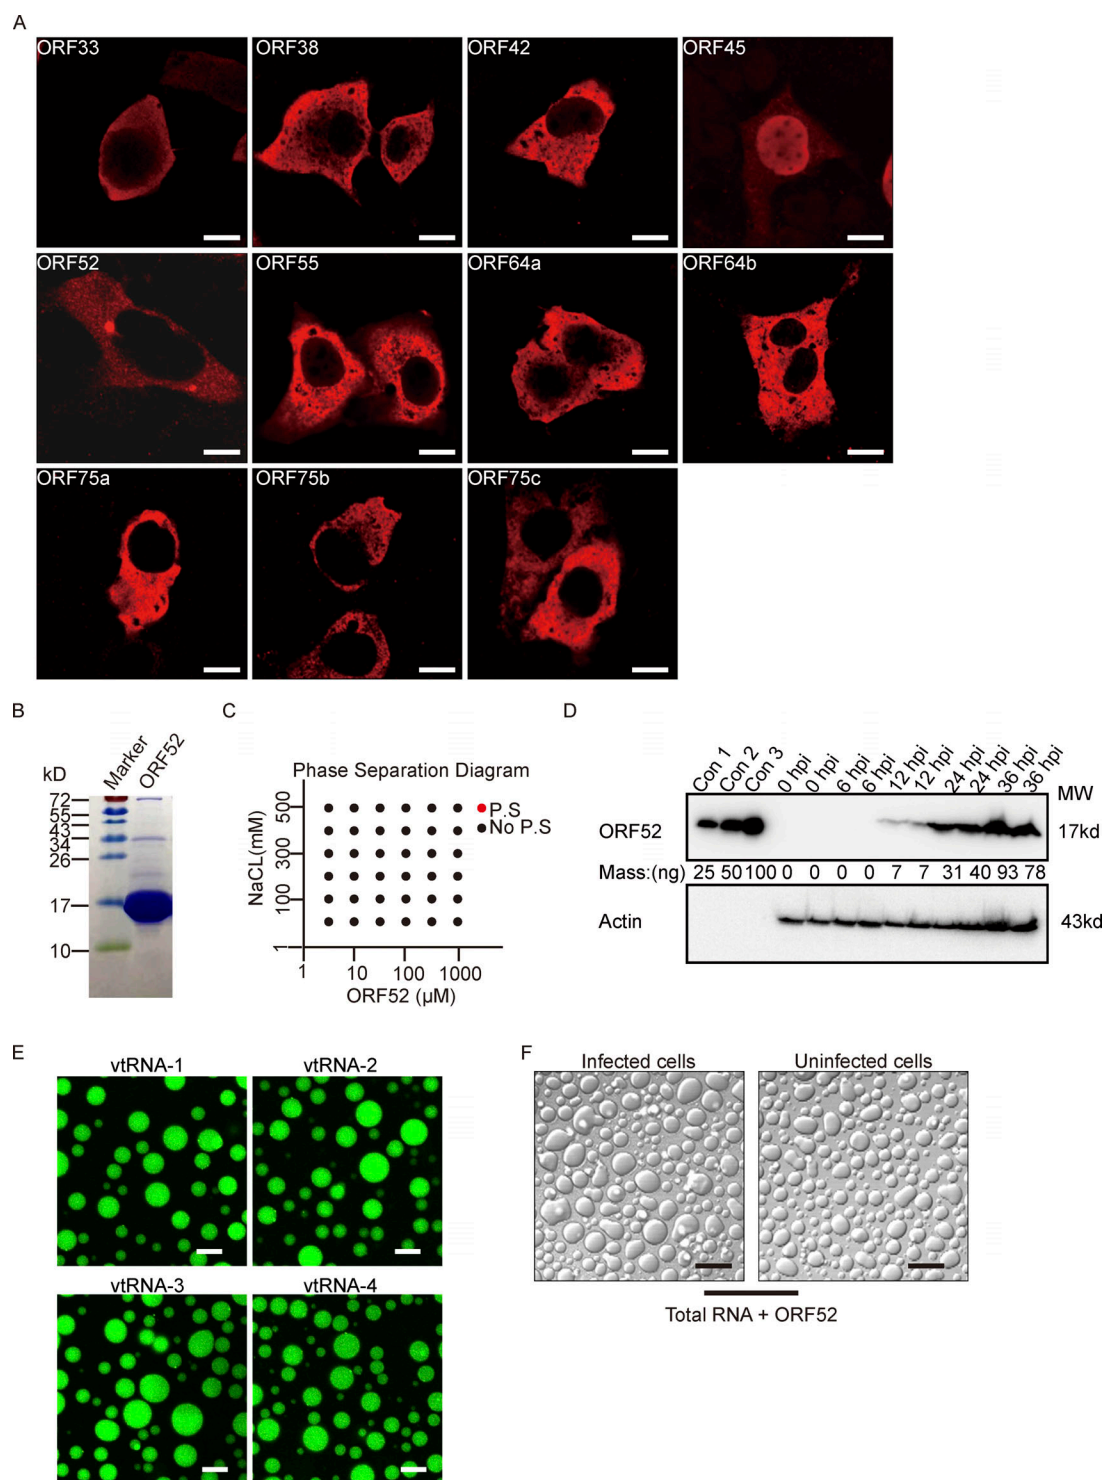 A
ORF33 ORF38 ORF42 ORF45
ORF52 ORF55 ORF64a ORF64b
ORF75a ORF75b ORF75c
B
kD Marker ORF52
72
55
43
34
26
17
10
C
Phase Separation Diagram
P.S
No P.S
NaCL(mM)
500
300
100
1
1 10 100 1000
ORF52 (µM)
D
Con 1 Con 2 Con 3 0 hpi 0 hpi 6 hpi 6 hpi 12 hpi 12 hpi 24 hpi 24 hpi 36 hpi 36 hpi
MW
ORF52 17kd
Mass:(ng) 25 50 100 0 0 0 0 7 7 31 40 93 78
Actin 43kd
E
vtRNA-1 vtRNA-2
vtRNA-3 vtRNA-4
F
Infected cells Uninfected cells
Total RNA + ORF52